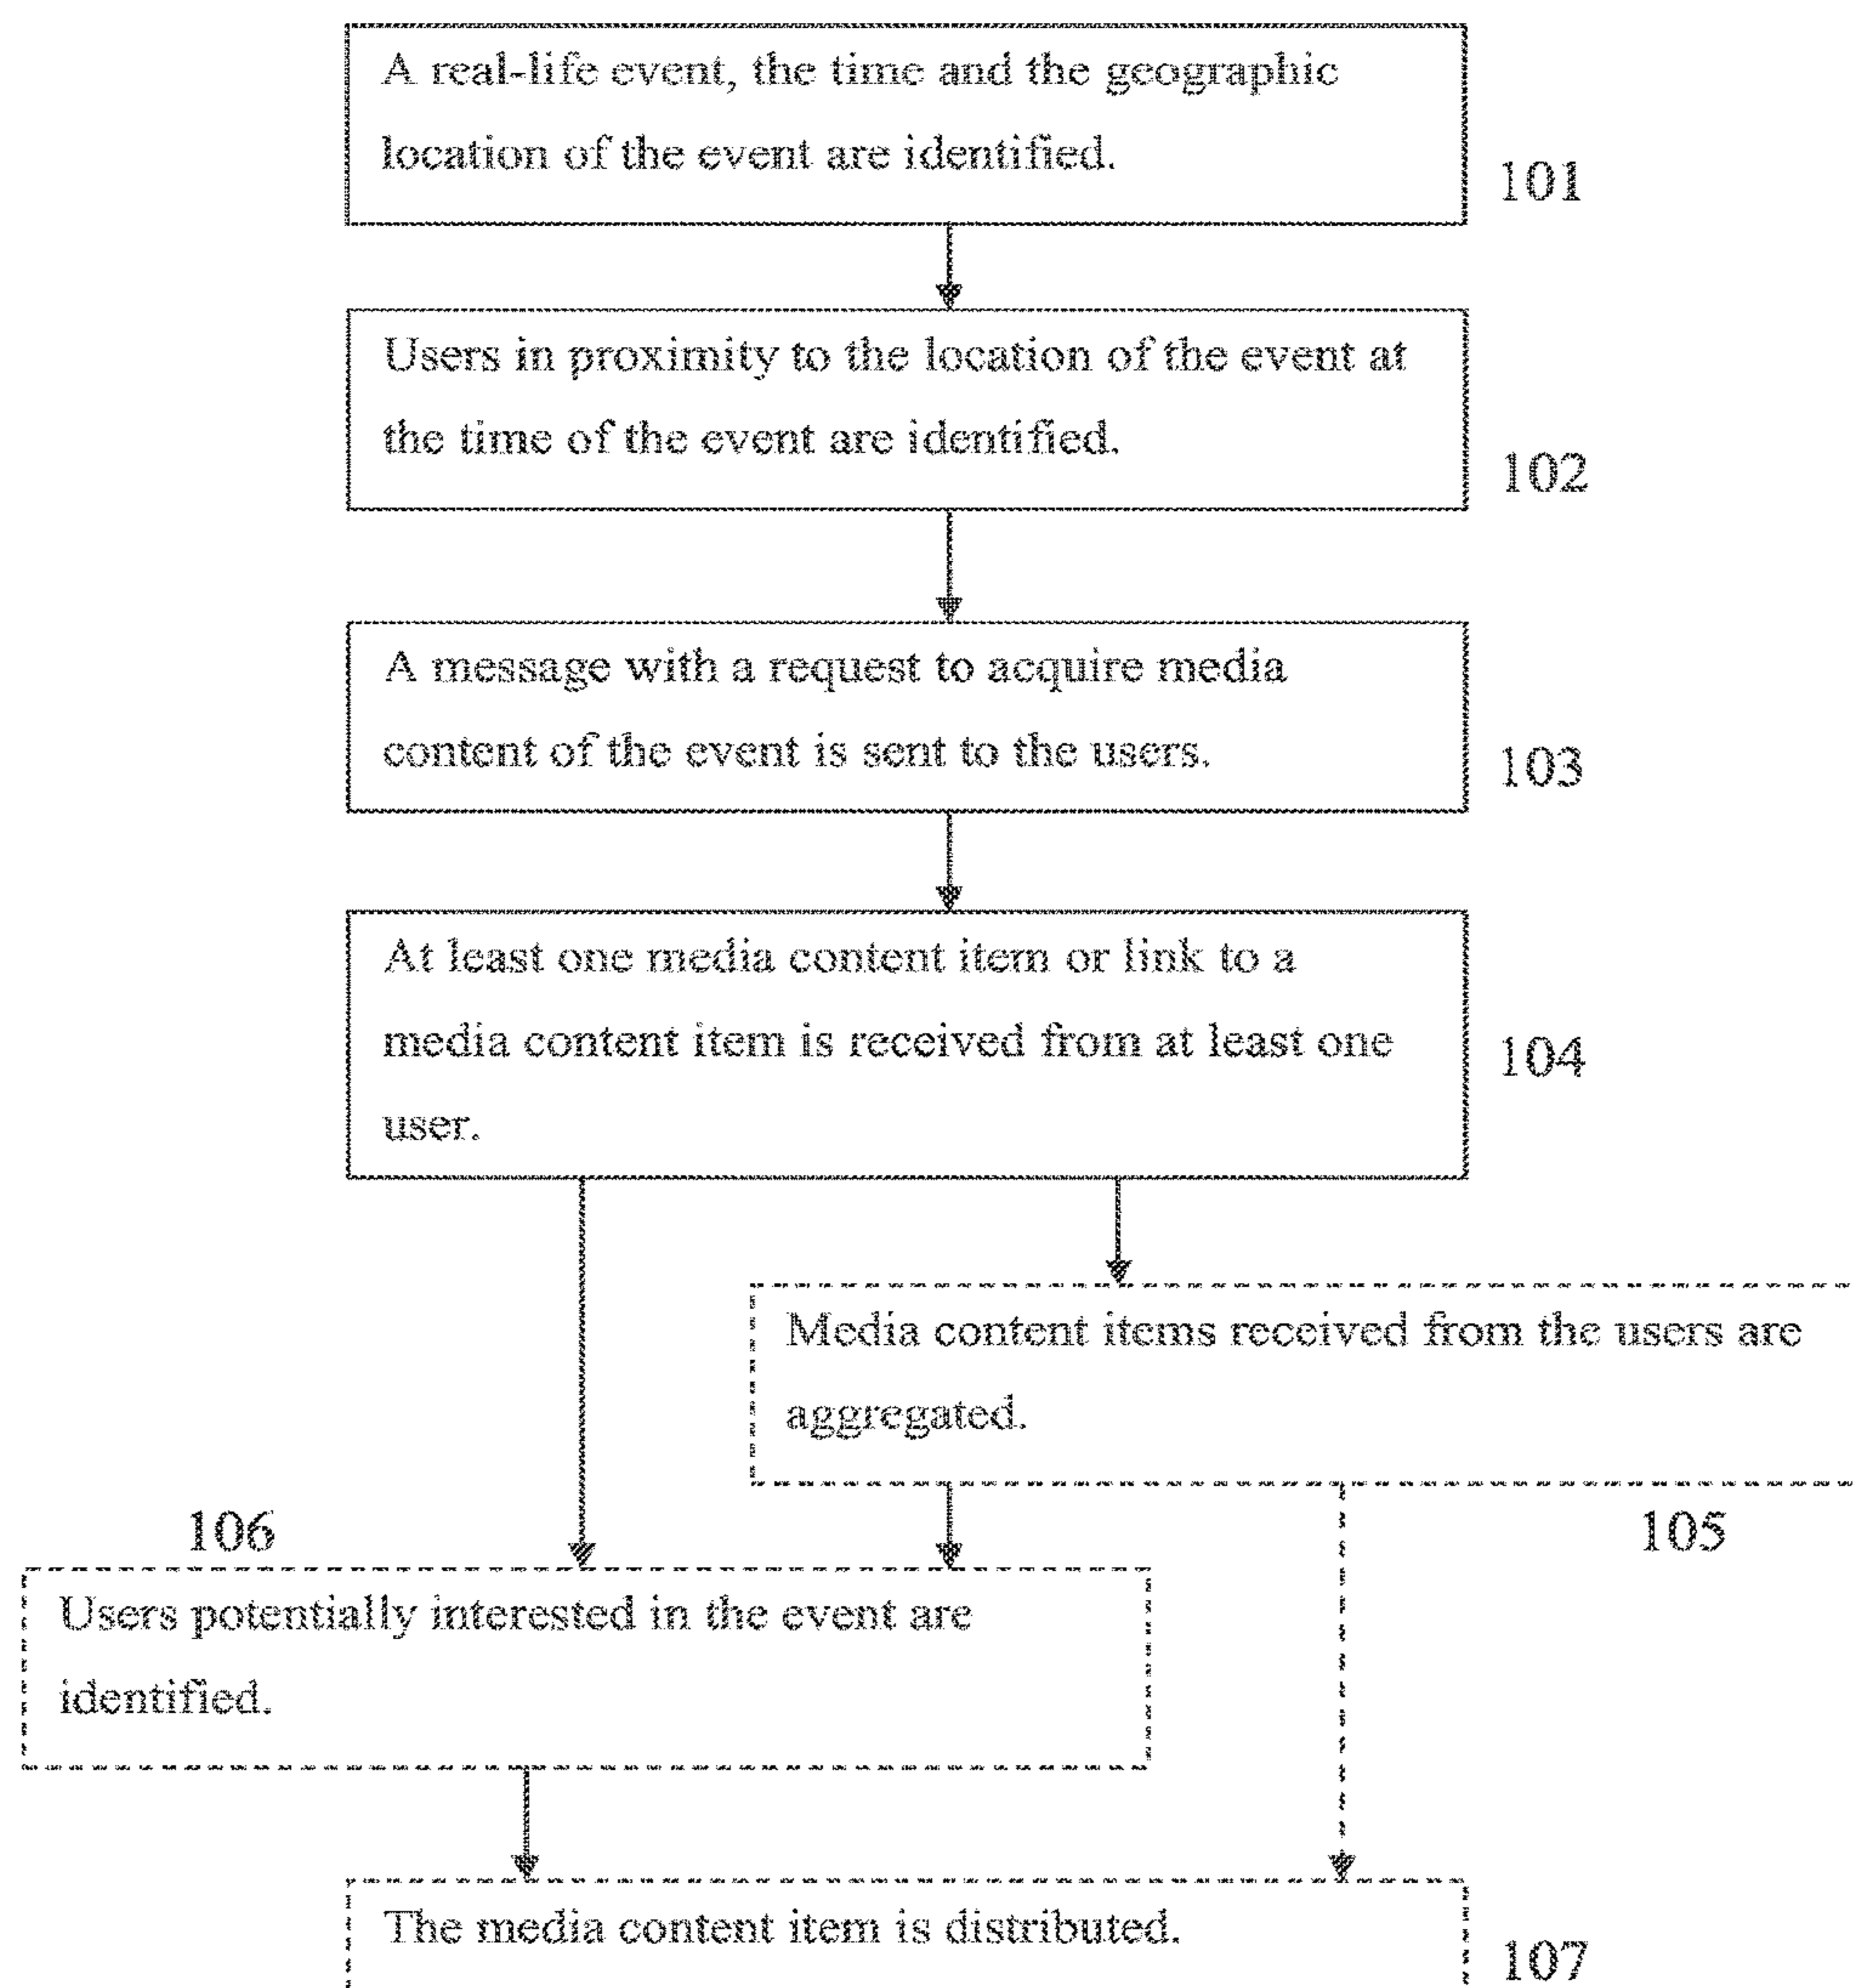 A real-life event, the time and the geographic
location of the event are identified.
101
Users in proximity to the location of the event at
the time of the event are identified.
102
A message with a request to acquire media
content of the event is sent to the users.
103
At least one media content item or link to a
media content item is received from at least one
user.
104
Media content items received from the users are
aggregated.
105
106
Users potentially interested in the event are
identified.
The media content item is distributed.
107